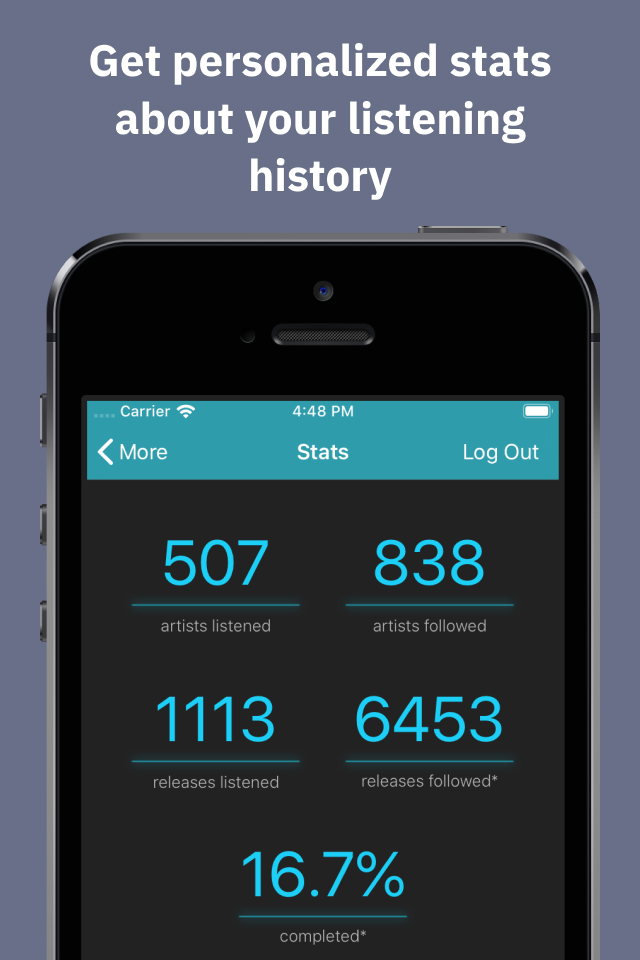 Get personalized stats
about your listening
history
Carrier 4:48 PM
More Stats Log Out
507 838
artists listened artists followed
1113 6453
releases listened releases followed*
16.7%
completed*